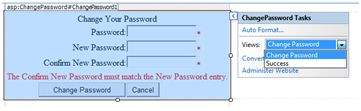 asp:ChangePassword#ChangePassword1
Change Your Password
Password: *
New Password: *
Confirm New Password: *
The Confirm New Password must match the New Password entry.
Change Password Cancel
ChangePassword Tasks
Auto Format...
Views: Change Password
Change Password
Success
Convert
Administer Website